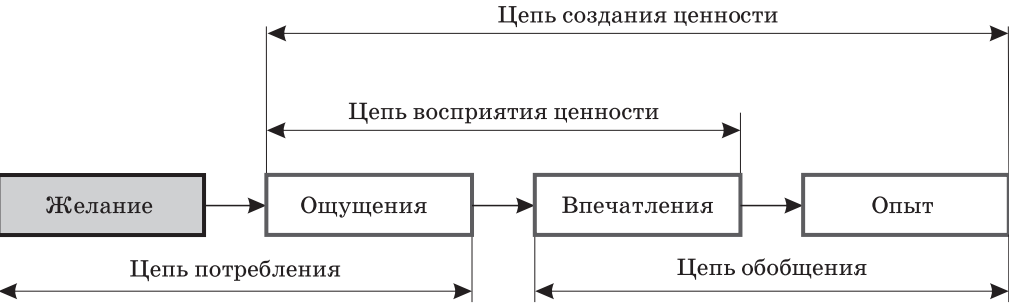 Цепь создания ценности
Цепь восприятия ценности
Желание
Ощущения
Впечатления
Опыт
Цепь потребления
Цепь обобщения